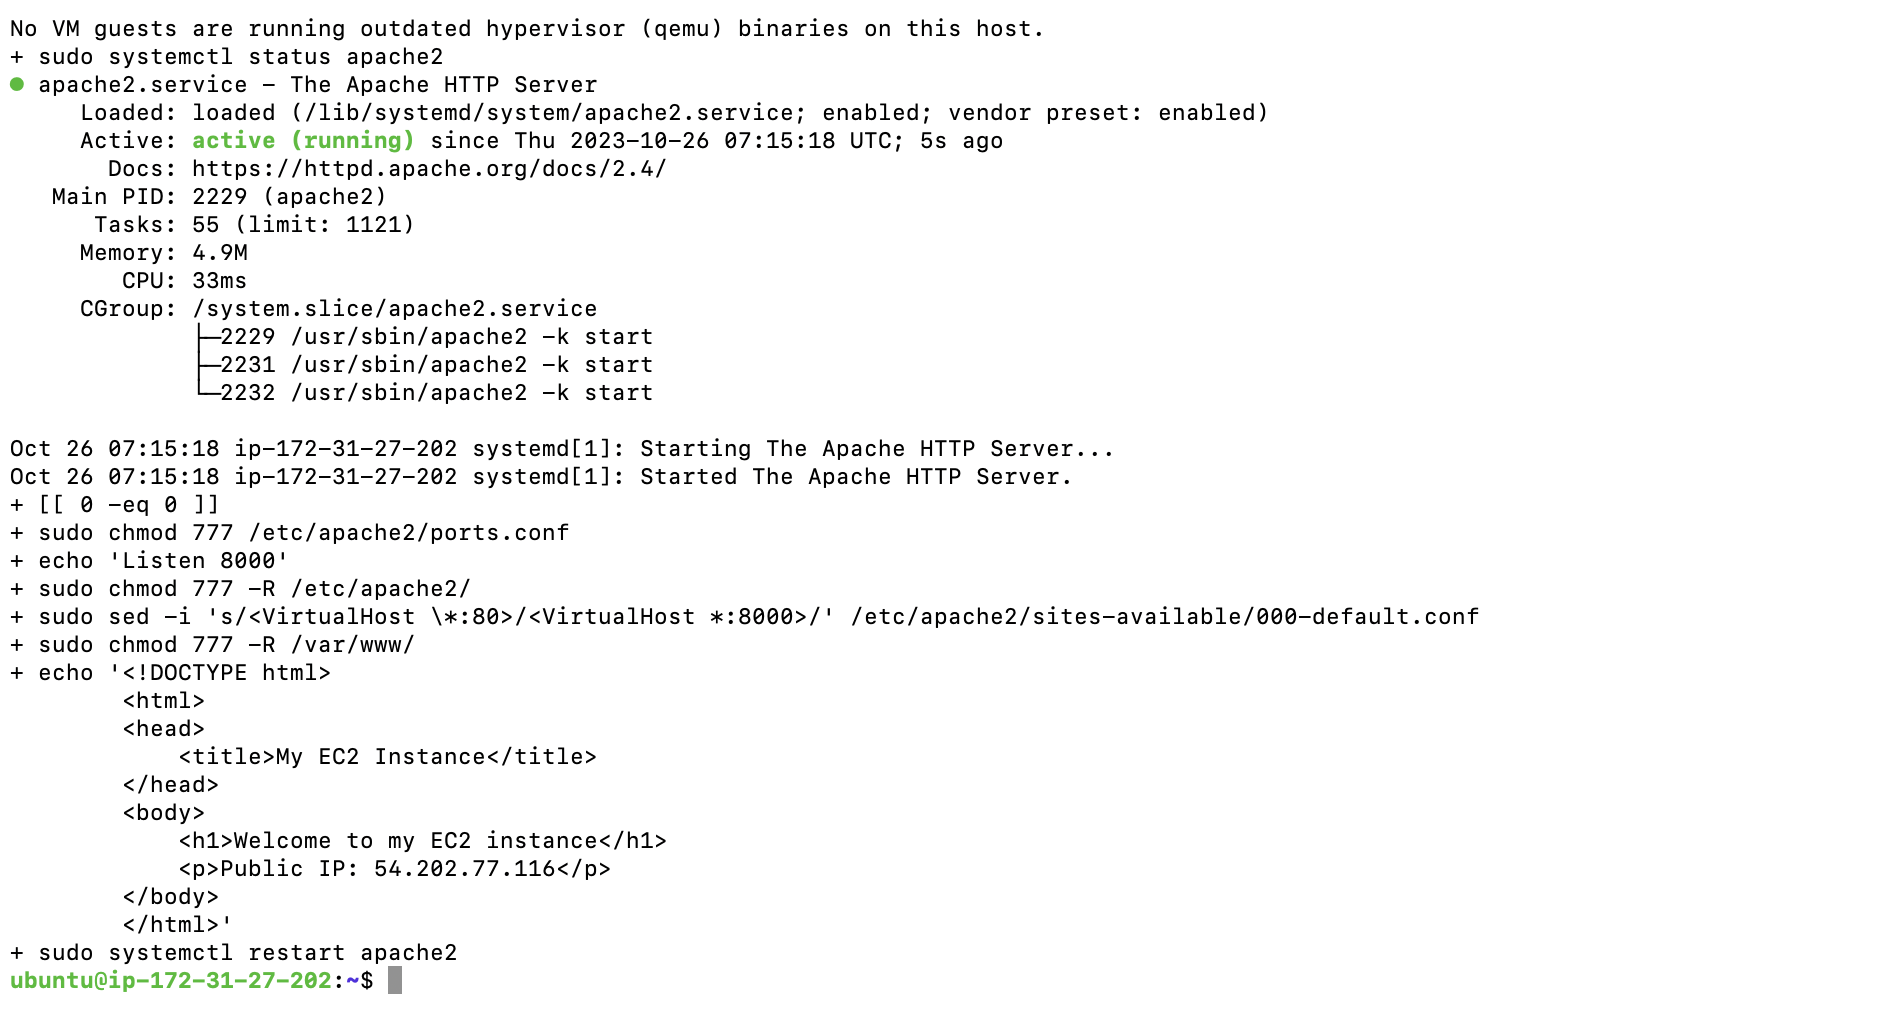 No VM guests are running outdated hypervisor (qemu) binaries on this host.
+ sudo systemctl status apache2
● apache2.service - The Apache HTTP Server
     Loaded: loaded (/lib/systemd/system/apache2.service; enabled; vendor preset: enabled)
     Active: active (running) since Thu 2023-10-26 07:15:18 UTC; 5s ago
       Docs: https://httpd.apache.org/docs/2.4/
   Main PID: 2229 (apache2)
      Tasks: 55 (limit: 1121)
     Memory: 4.9M
        CPU: 33ms
     CGroup: /system.slice/apache2.service
             ├─2229 /usr/sbin/apache2 -k start
             ├─2231 /usr/sbin/apache2 -k start
             └─2232 /usr/sbin/apache2 -k start

Oct 26 07:15:18 ip-172-31-27-202 systemd[1]: Starting The Apache HTTP Server...
Oct 26 07:15:18 ip-172-31-27-202 systemd[1]: Started The Apache HTTP Server.
+ [[ 0 -eq 0 ]]
+ sudo chmod 777 /etc/apache2/ports.conf
+ echo 'Listen 8000'
+ sudo chmod 777 -R /etc/apache2/
+ sudo sed -i 's/<VirtualHost \*:80>/<VirtualHost *:8000>/' /etc/apache2/sites-available/000-default.conf
+ sudo chmod 777 -R /var/www/
+ echo '<!DOCTYPE html>
        <html>
        <head>
            <title>My EC2 Instance</title>
        </head>
        <body>
            <h1>Welcome to my EC2 instance</h1>
            <p>Public IP: 54.202.77.116</p>
        </body>
        </html>'
+ sudo systemctl restart apache2
ubuntu@ip-172-31-27-202:~$